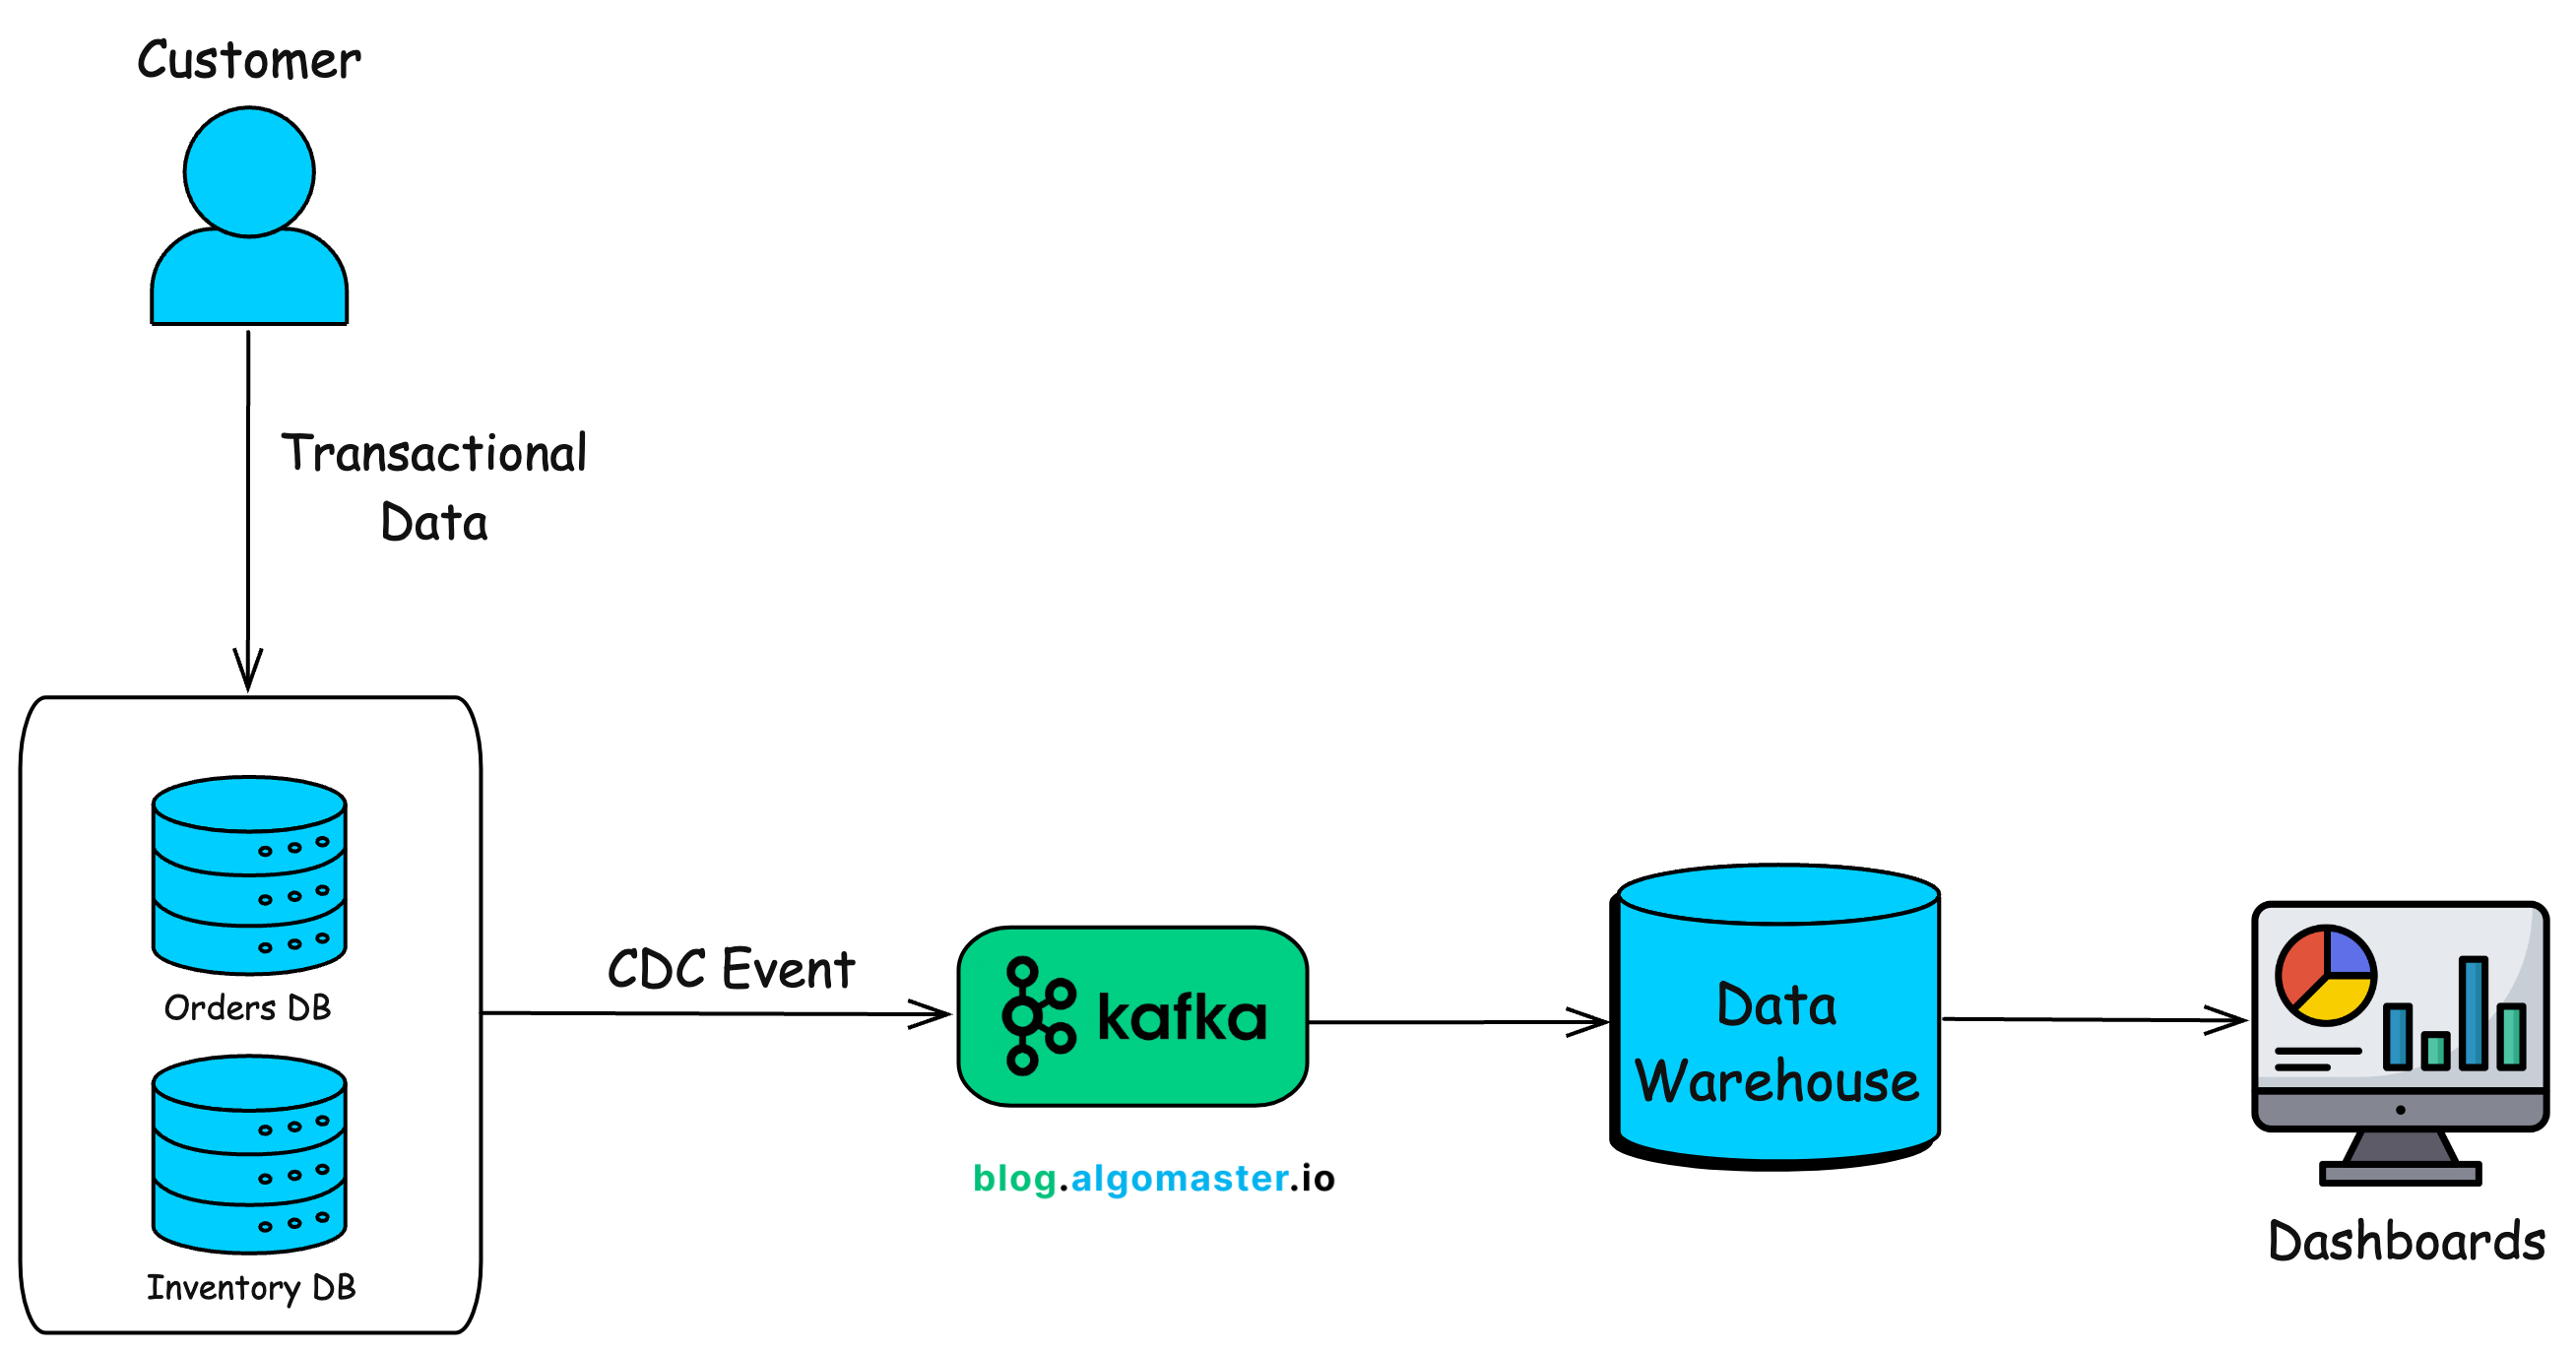 Customer
Transactional
Data
Orders DB
Inventory DB
CDC Event
kafka
blog.algomaster.io
Data
Warehouse
Dashboards